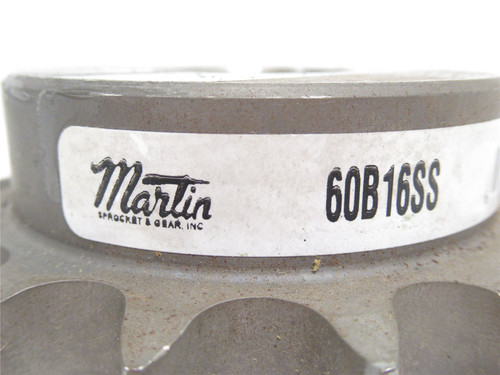 Martin
SPROCKET & GEAR, INC
60B16SS